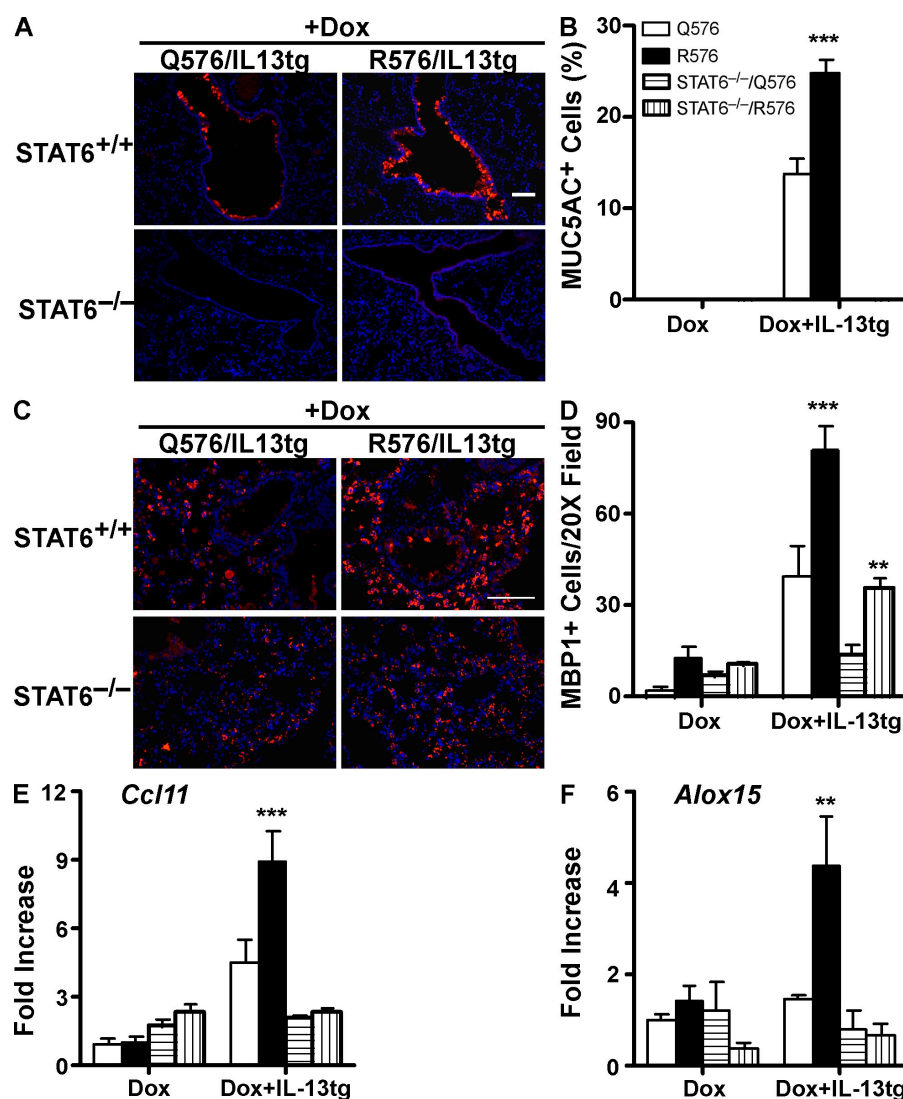 A
+Dox
Q576/IL13tg
R576/IL13tg
STAT6+/+
STAT6–/–
B
MUC5AC+ Cells (%)
30
20
10
0
***
Q576
R576
STAT6–/–/Q576
STAT6–/–/R576
Dox
Dox+IL-13tg
C
+Dox
Q576/IL13tg
R576/IL13tg
STAT6+/+
STAT6–/–
D
MBP1+ Cells/20X Field
90
60
30
0
***
**
Dox
Dox+IL-13tg
E
Ccl11
Fold Increase
12
9
6
3
0
***
Dox
Dox+IL-13tg
F
Alox15
Fold Increase
6
4
2
0
**
Dox
Dox+IL-13tg